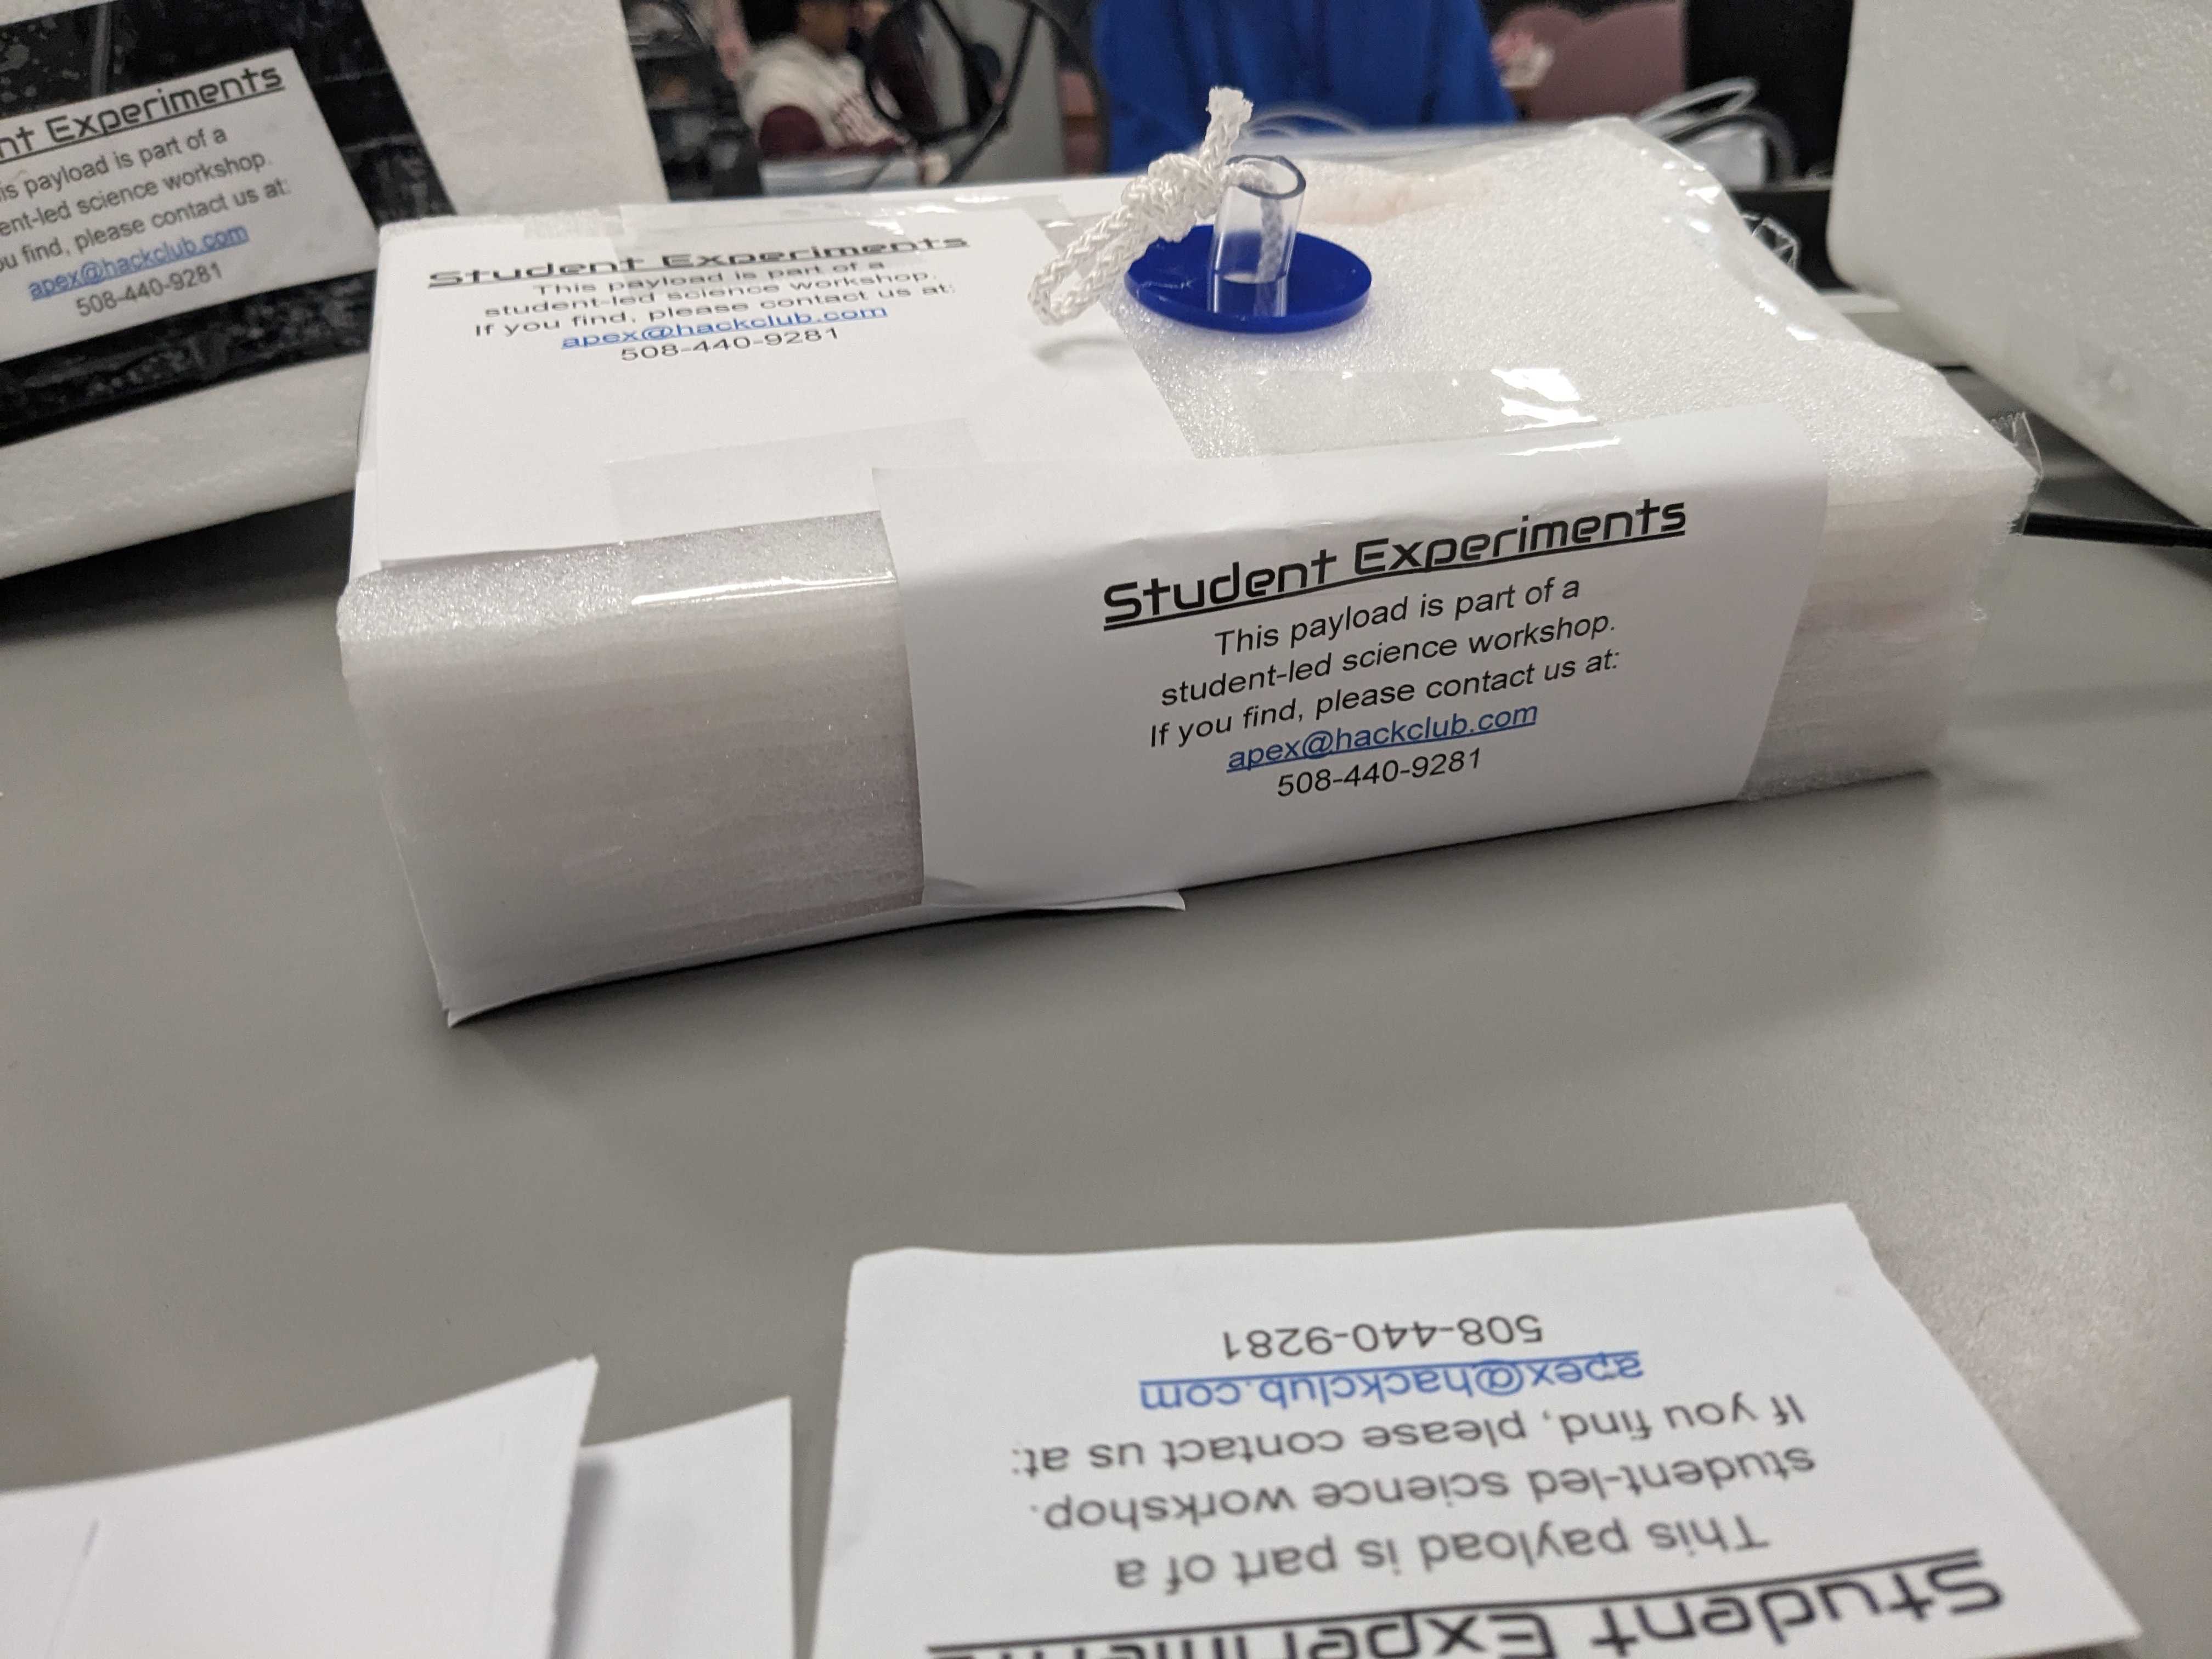 nt Experiments
is payload is part of a
ent-led science workshop.
ou find, please contact us at:
apex@hackclub.com
508-440-9281
Student Experiments
This payload is part of a
student-led science workshop.
If you find, please contact us at:
apex@hackclub.com
508-440-9281
Student Experiments
This payload is part of a
student-led science workshop.
If you find, please contact us at:
apex@hackclub.com
508-440-9281
Student Experiments
This payload is part of a
student-led science workshop.
If you find, please contact us at:
apex@hackclub.com
508-440-9281